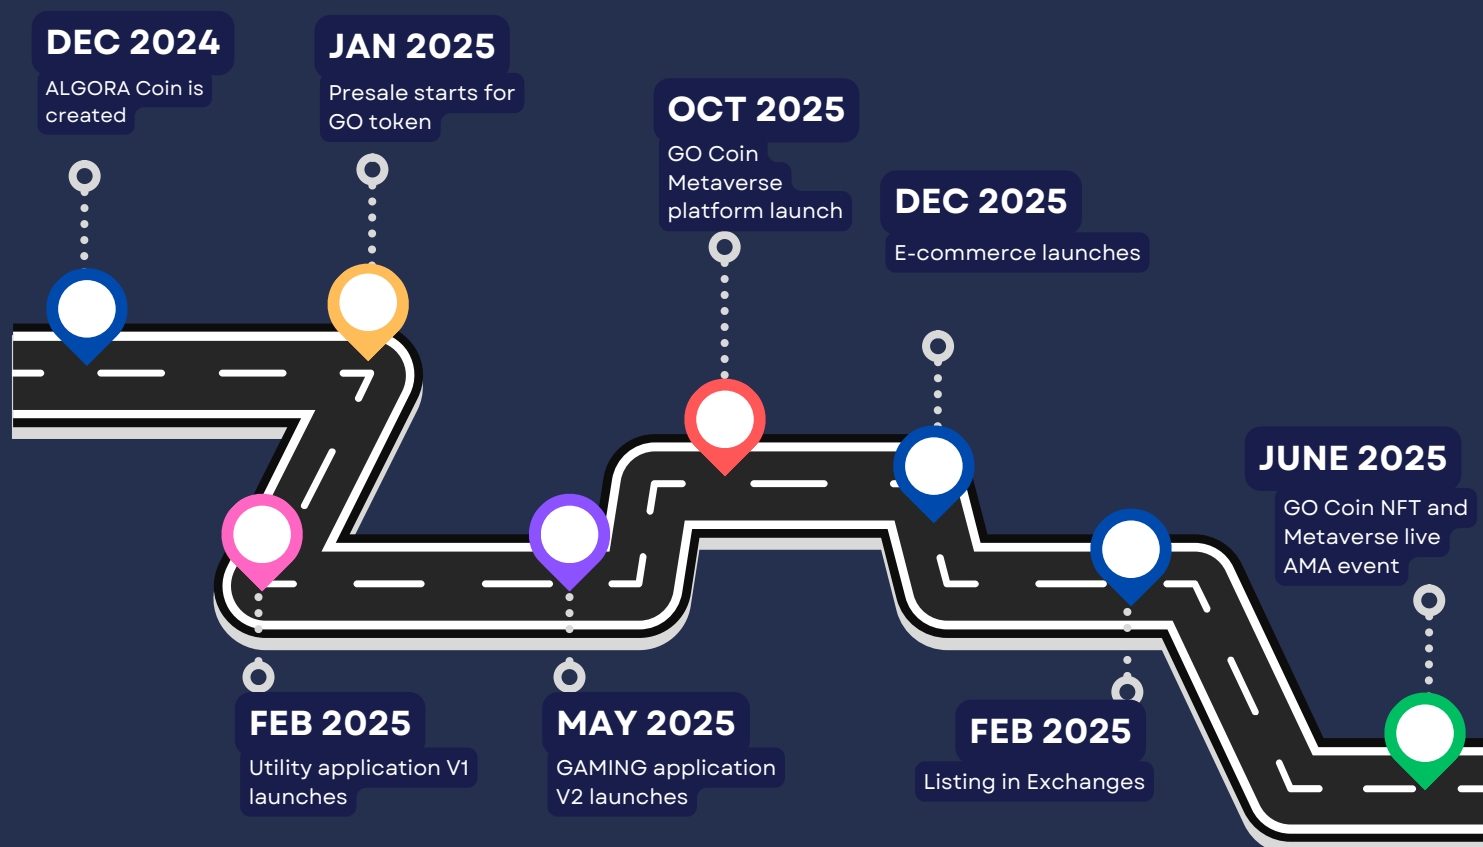 DEC 2024
ALGORA Coin is
created
JAN 2025
Presale starts for
GO token
FEB 2025
Utility application V1
launches
MAY 2025
GAMING application
V2 launches
OCT 2025
GO Coin
Metaverse
platform launch
DEC 2025
E-commerce launches
FEB 2025
Listing in Exchanges
JUNE 2025
GO Coin NFT and
Metaverse live
AMA event